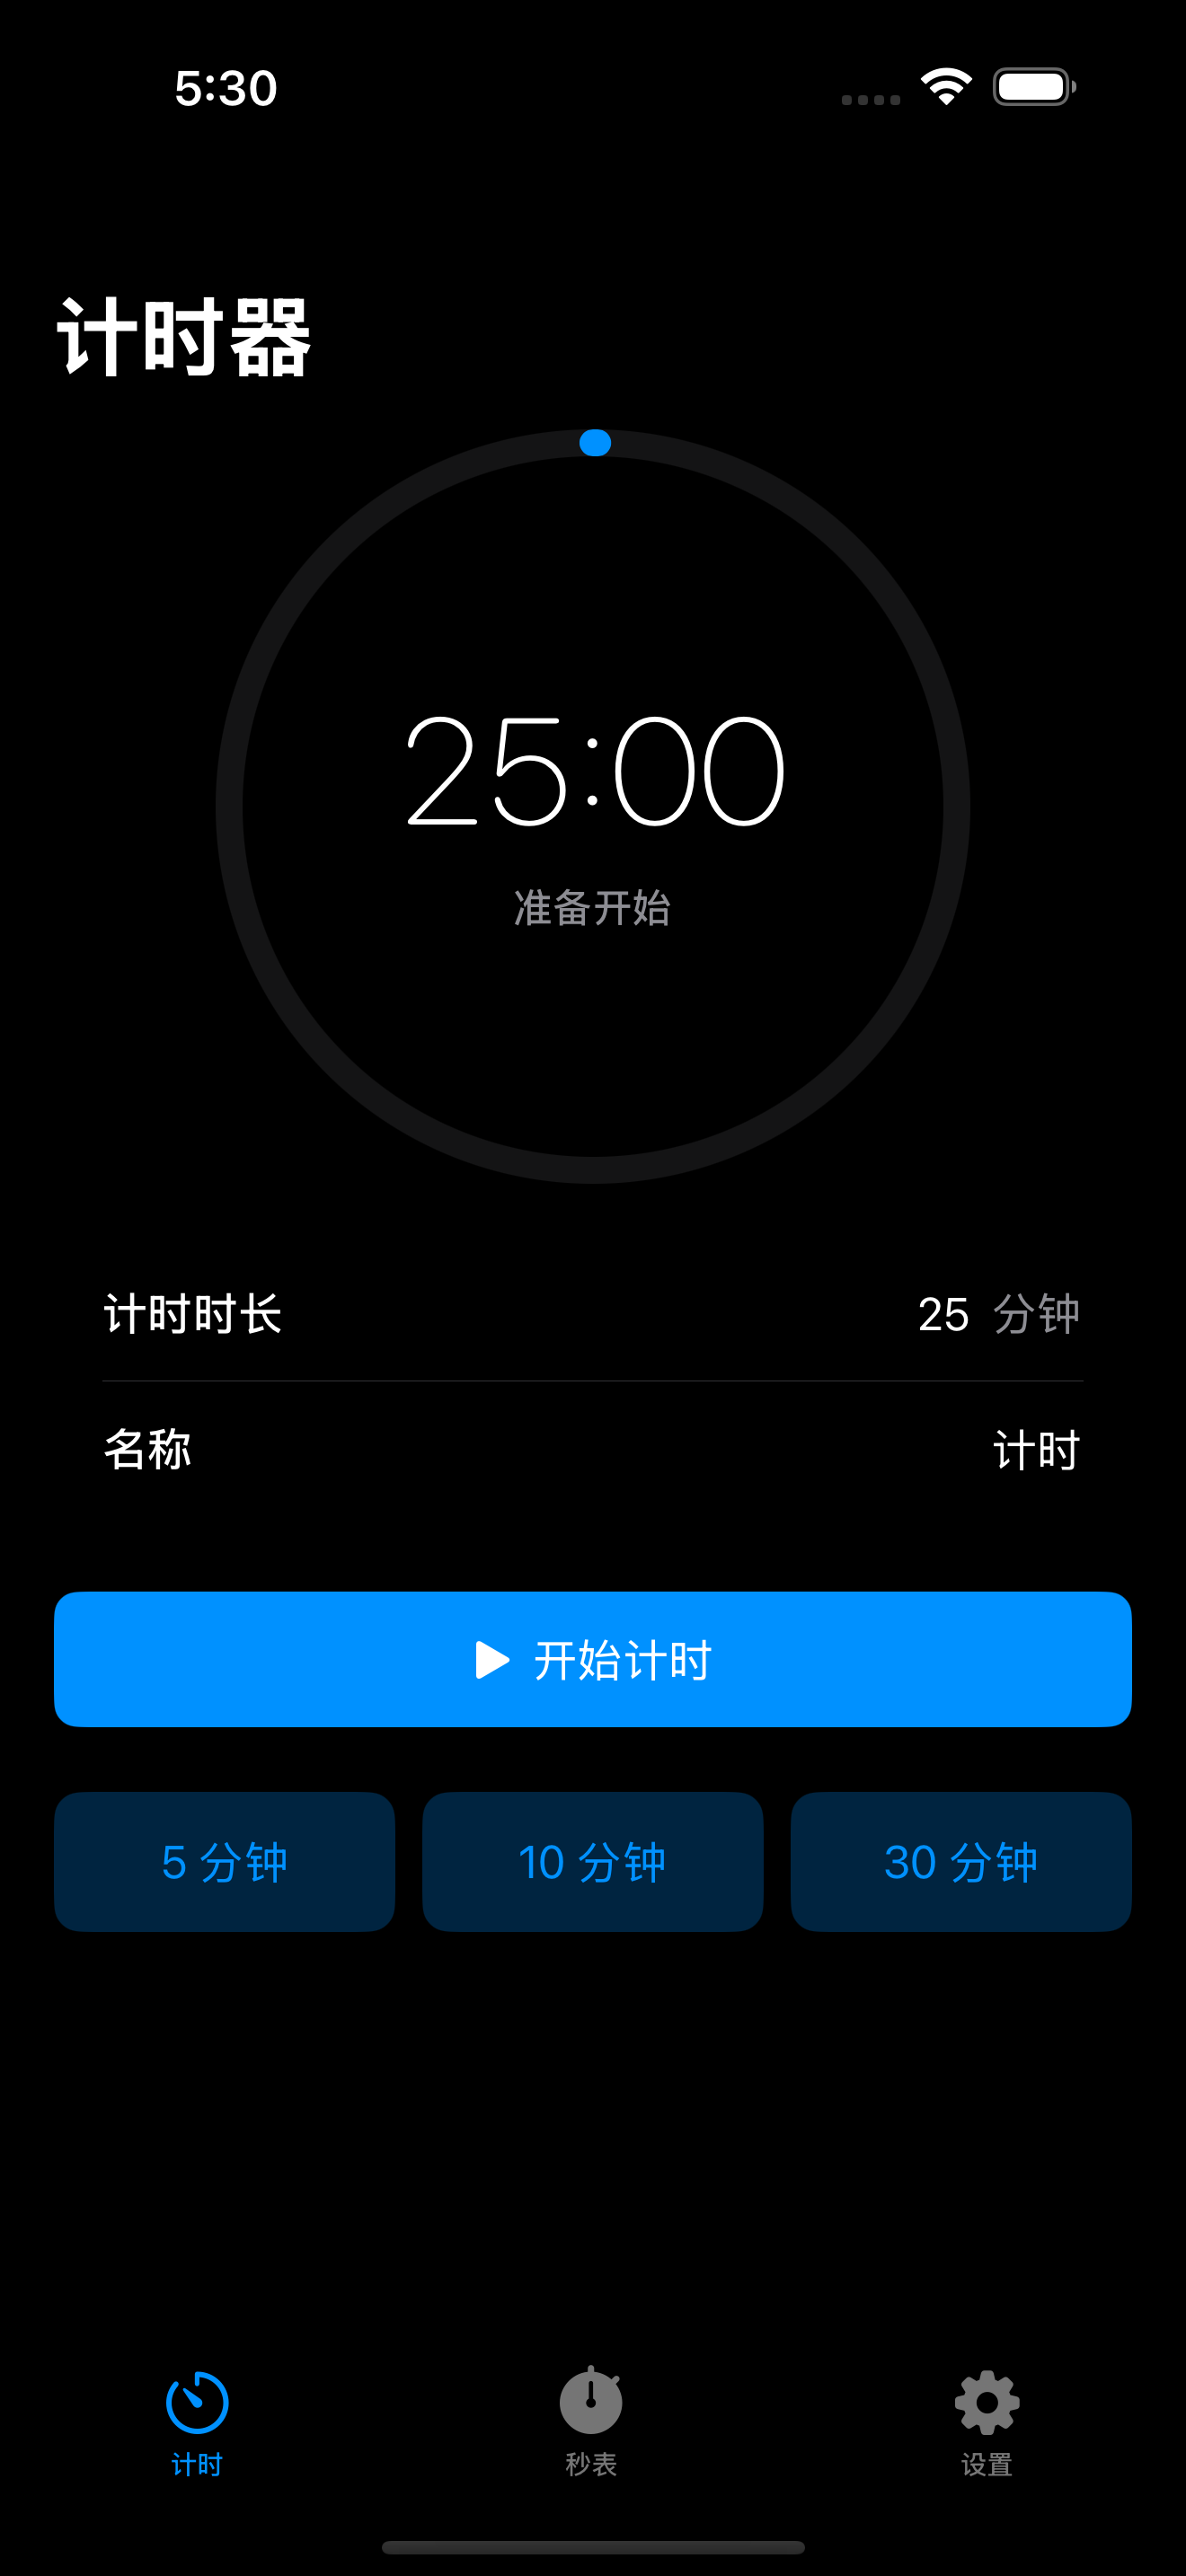 5:30
计时器
25:00
准备开始
计时时长 25 分钟
名称 计时
开始计时
5 分钟 10 分钟 30 分钟
计时 秒表 设置